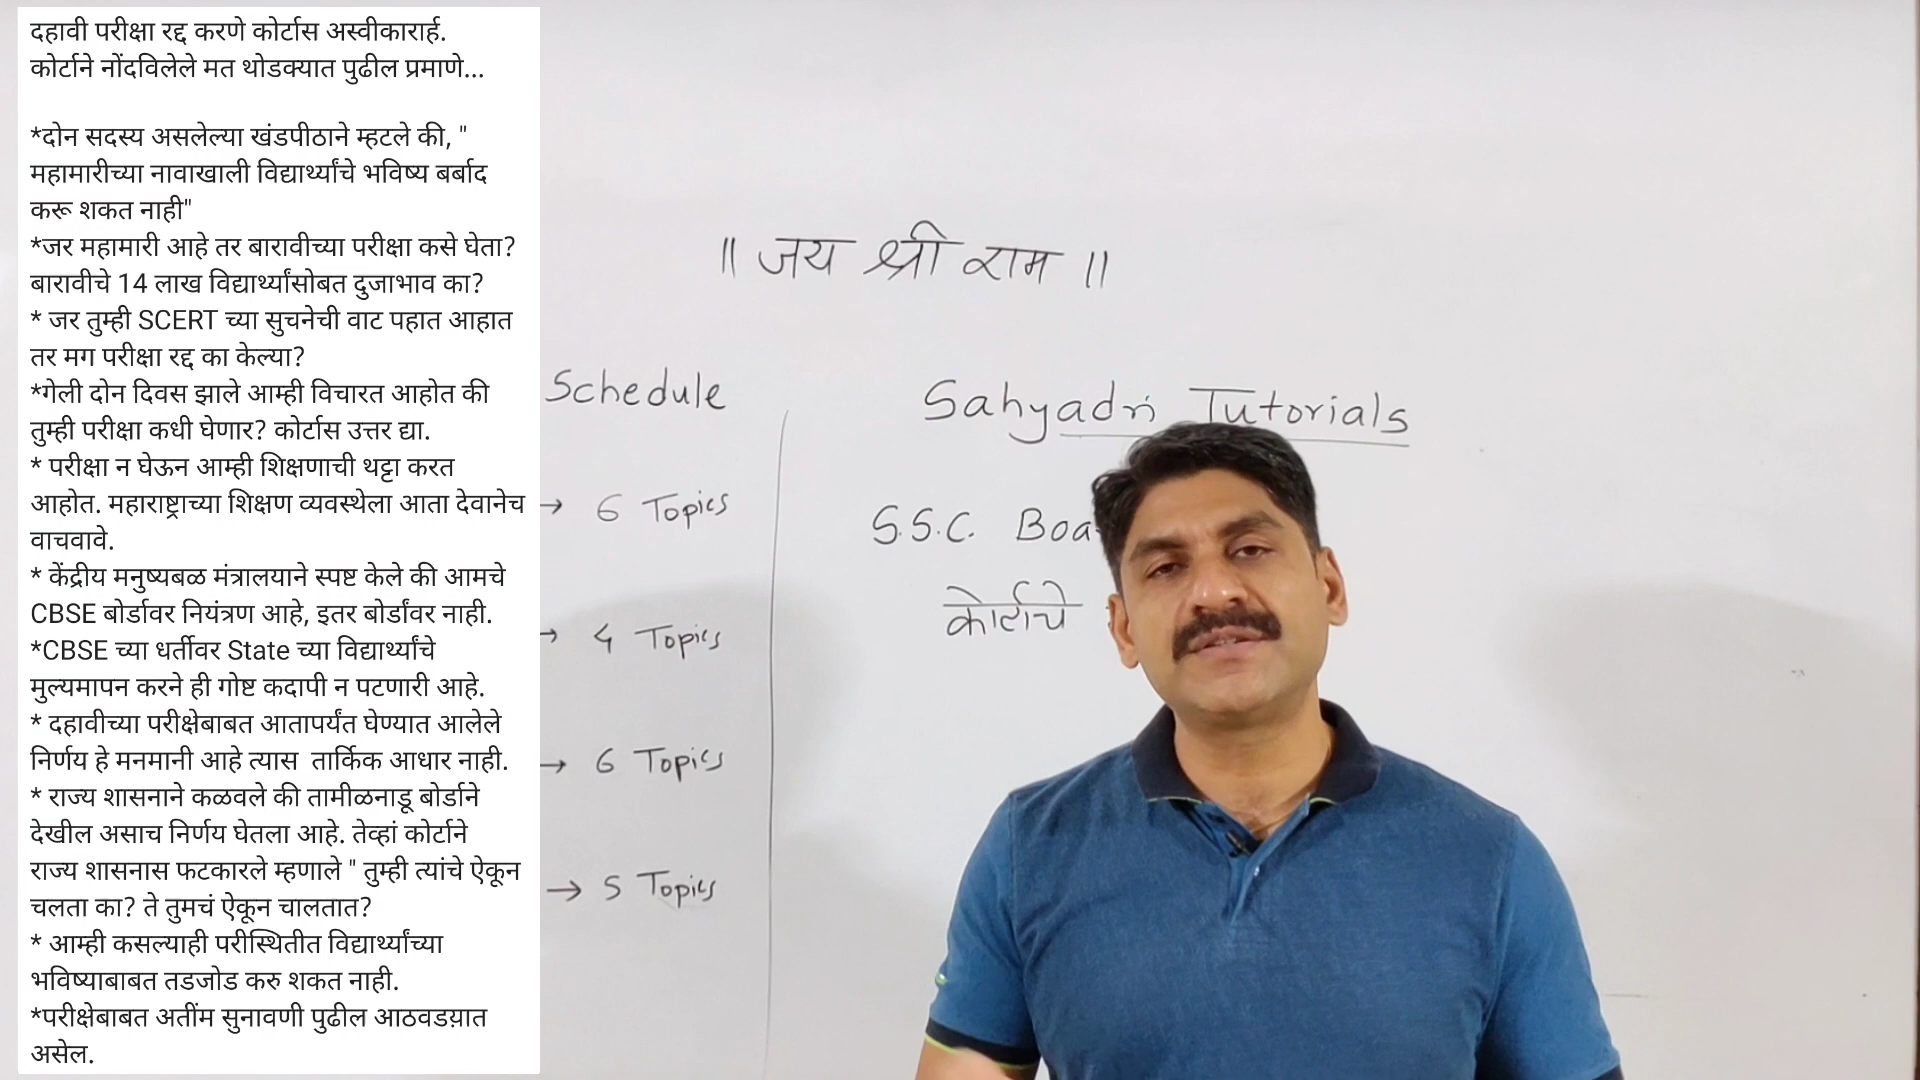 दहावी परीक्षा रद्द करणे कोर्टास अस्वीकारार्ह.
कोर्टाने नोंदविलेले मत थोडक्यात पुढील प्रमाणे...
*दोन सदस्य असलेल्या खंडपीठाने म्हटले की, "
महामारीच्या नावाखाली विद्यार्थ्यांचे भविष्य बर्बाद
करू शकत नाही"
*जर महामारी आहे तर बारावीच्या परीक्षा कसे घेता?
बारावीचे 14 लाख विद्यार्थ्यांसोबत दुजाभाव का?
* जर तुम्ही SCERT च्या सुचनेची वाट पहात आहात
तर मग परीक्षा रद्द का केल्या?
*गेली दोन दिवस झाले आम्ही विचारत आहोत की
तुम्ही परीक्षा कधी घेणार? कोर्टास उत्तर द्या.
* परीक्षा न घेऊन आम्ही शिक्षणाची थट्टा करत
आहोत. महाराष्ट्राच्या शिक्षण व्यवस्थेला आता देवानेच
वाचवावे.
* केंद्रीय मनुष्यबळ मंत्रालयाने स्पष्ट केले की आमचे
CBSE बोर्डावर नियंत्रण आहे, इतर बोर्डांवर नाही.
*CBSE च्या धर्तीवर State च्या विद्यार्थ्यांचे
मुल्यमापन करने ही गोष्ट कदापी न पटणारी आहे.
* दहावीच्या परीक्षेबाबत आतापर्यंत घेण्यात आलेले
निर्णय हे मनमानी आहे त्यास  तार्किक आधार नाही.
* राज्य शासनाने कळवले की तामीळनाडू बोर्डाने
देखील असाच निर्णय घेतला आहे. तेव्हां कोर्टाने
राज्य शासनास फटकारले म्हणाले " तुम्ही त्यांचे ऐकून
चलता का? ते तुमचं ऐकून चालतात?
* आम्ही कसल्याही परीस्थितीत विद्यार्थ्यांच्या
भविष्याबाबत तडजोड करु शकत नाही.
*परीक्षेबाबत अतींम सुनावणी पुढील आठवडय़ात
असेल.
॥ जय श्री राम ॥
Schedule
→ 6 Topics
→ 4 Topics
→ 6 Topics
→ 5 Topics
Sahyadri Tutorials
S.S.C. Boa
कोर्टाचे